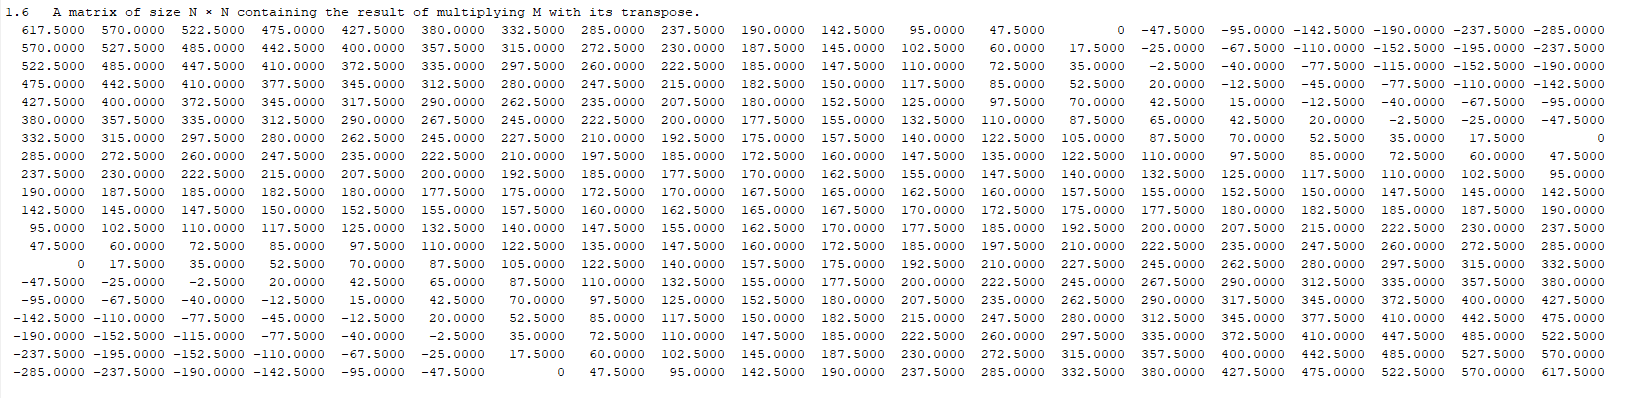 1.6 A matrix of size N × N containing the result of multiplying M with its transpose.
617.5000 570.0000 522.5000 475.0000 427.5000 380.0000 332.5000 285.0000 237.5000 190.0000 142.5000 95.0000 47.5000 0 -47.5000 -95.0000 -142.5000 -190.0000 -237.5000 -285.0000
570.0000 527.5000 485.0000 442.5000 400.0000 357.5000 315.0000 272.5000 230.0000 187.5000 145.0000 102.5000 60.0000 17.5000 -25.0000 -67.5000 -110.0000 -152.5000 -195.0000 -237.5000
522.5000 485.0000 447.5000 410.0000 372.5000 335.0000 297.5000 260.0000 222.5000 185.0000 147.5000 110.0000 72.5000 35.0000 -2.5000 -40.0000 -77.5000 -115.0000 -152.5000 -190.0000
475.0000 442.5000 410.0000 377.5000 345.0000 312.5000 280.0000 247.5000 215.0000 182.5000 150.0000 117.5000 85.0000 52.5000 20.0000 -12.5000 -45.0000 -77.5000 -110.0000 -142.5000
427.5000 400.0000 372.5000 345.0000 317.5000 290.0000 262.5000 235.0000 207.5000 180.0000 152.5000 125.0000 97.5000 70.0000 42.5000 15.0000 -12.5000 -40.0000 -67.5000 -95.0000
380.0000 357.5000 335.0000 312.5000 290.0000 267.5000 245.0000 222.5000 200.0000 177.5000 155.0000 132.5000 110.0000 87.5000 65.0000 42.5000 20.0000 -2.5000 -25.0000 -47.5000
332.5000 315.0000 297.5000 280.0000 262.5000 245.0000 227.5000 210.0000 192.5000 175.0000 157.5000 140.0000 122.5000 105.0000 87.5000 70.0000 52.5000 35.0000 17.5000 0
285.0000 272.5000 260.0000 247.5000 235.0000 222.5000 210.0000 197.5000 185.0000 172.5000 160.0000 147.5000 135.0000 122.5000 110.0000 97.5000 85.0000 72.5000 60.0000 47.5000
237.5000 230.0000 222.5000 215.0000 207.5000 200.0000 192.5000 185.0000 177.5000 170.0000 162.5000 155.0000 147.5000 140.0000 132.5000 125.0000 117.5000 110.0000 102.5000 95.0000
190.0000 187.5000 185.0000 182.5000 180.0000 177.5000 175.0000 172.5000 170.0000 167.5000 165.0000 162.5000 160.0000 157.5000 155.0000 152.5000 150.0000 147.5000 145.0000 142.5000
142.5000 145.0000 147.5000 150.0000 152.5000 155.0000 157.5000 160.0000 162.5000 165.0000 167.5000 170.0000 172.5000 175.0000 177.5000 180.0000 182.5000 185.0000 187.5000 190.0000
95.0000 102.5000 110.0000 117.5000 125.0000 132.5000 140.0000 147.5000 155.0000 162.5000 170.0000 177.5000 185.0000 192.5000 200.0000 207.5000 215.0000 222.5000 230.0000 237.5000
47.5000 60.0000 72.5000 85.0000 97.5000 110.0000 122.5000 135.0000 147.5000 160.0000 172.5000 185.0000 197.5000 210.0000 222.5000 235.0000 247.5000 260.0000 272.5000 285.0000
0 17.5000 35.0000 52.5000 70.0000 87.5000 105.0000 122.5000 140.0000 157.5000 175.0000 192.5000 210.0000 227.5000 245.0000 262.5000 280.0000 297.5000 315.0000 332.5000
-47.5000 -25.0000 -2.5000 20.0000 42.5000 65.0000 87.5000 110.0000 132.5000 155.0000 177.5000 200.0000 222.5000 245.0000 267.5000 290.0000 312.5000 335.0000 357.5000 380.0000
-95.0000 -67.5000 -40.0000 -12.5000 15.0000 42.5000 70.0000 97.5000 125.0000 152.5000 180.0000 207.5000 235.0000 262.5000 290.0000 317.5000 345.0000 372.5000 400.0000 427.5000
-142.5000 -110.0000 -77.5000 -45.0000 -12.5000 20.0000 52.5000 85.0000 117.5000 150.0000 182.5000 215.0000 247.5000 280.0000 312.5000 345.0000 377.5000 410.0000 442.5000 475.0000
-190.0000 -152.5000 -115.0000 -77.5000 -40.0000 -2.5000 35.0000 72.5000 110.0000 147.5000 185.0000 222.5000 260.0000 297.5000 335.0000 372.5000 410.0000 447.5000 485.0000 522.5000
-237.5000 -195.0000 -152.5000 -110.0000 -67.5000 -25.0000 17.5000 60.0000 102.5000 145.0000 187.5000 230.0000 272.5000 315.0000 357.5000 400.0000 442.5000 485.0000 527.5000 570.0000
-285.0000 -237.5000 -190.0000 -142.5000 -95.0000 -47.5000 0 47.5000 95.0000 142.5000 190.0000 237.5000 285.0000 332.5000 380.0000 427.5000 475.0000 522.5000 570.0000 617.5000